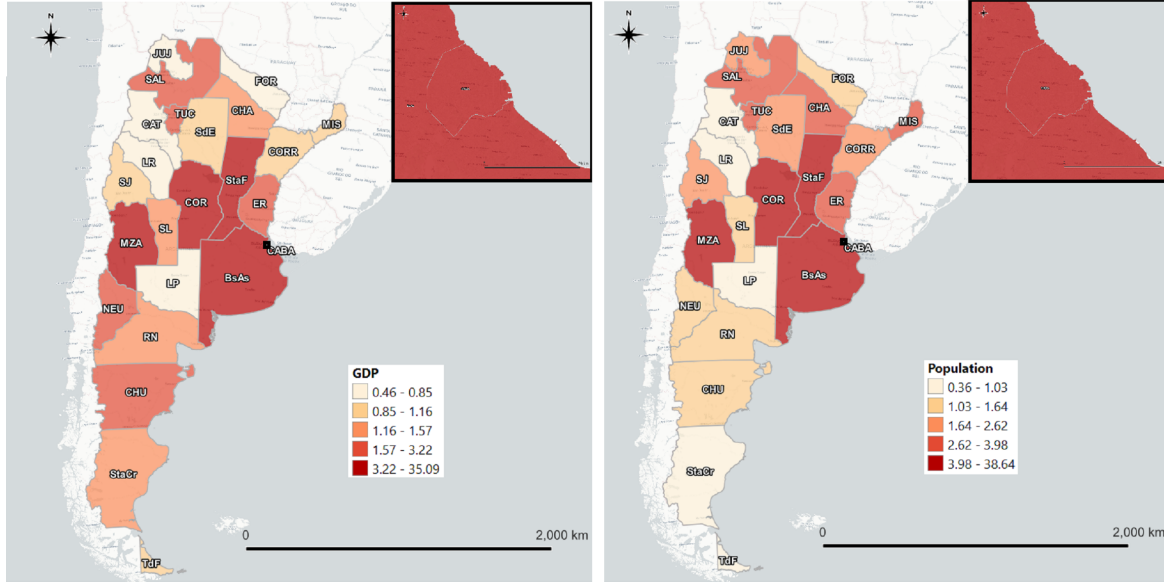 N
JUJ
SAL
FOR
TUC
CHA
CAT
SdE
MIS
LR
CORR
StaF
SJ
COR
ER
SL
MZA
CABA
BsAs
LP
NEU
RN
GDP
0.46 - 0.85
0.85 - 1.16
1.16 - 1.57
1.57 - 3.22
3.22 - 35.09
CHU
StaCr
0
2,000 km
TdF
N
JUJ
SAL
FOR
TUC
CHA
CAT
SdE
MIS
LR
CORR
StaF
SJ
COR
ER
SL
MZA
CABA
BsAs
LP
NEU
RN
Population
0.36 - 1.03
1.03 - 1.64
1.64 - 2.62
2.62 - 3.98
3.98 - 38.64
CHU
StaCr
0
2,000 km
TdF